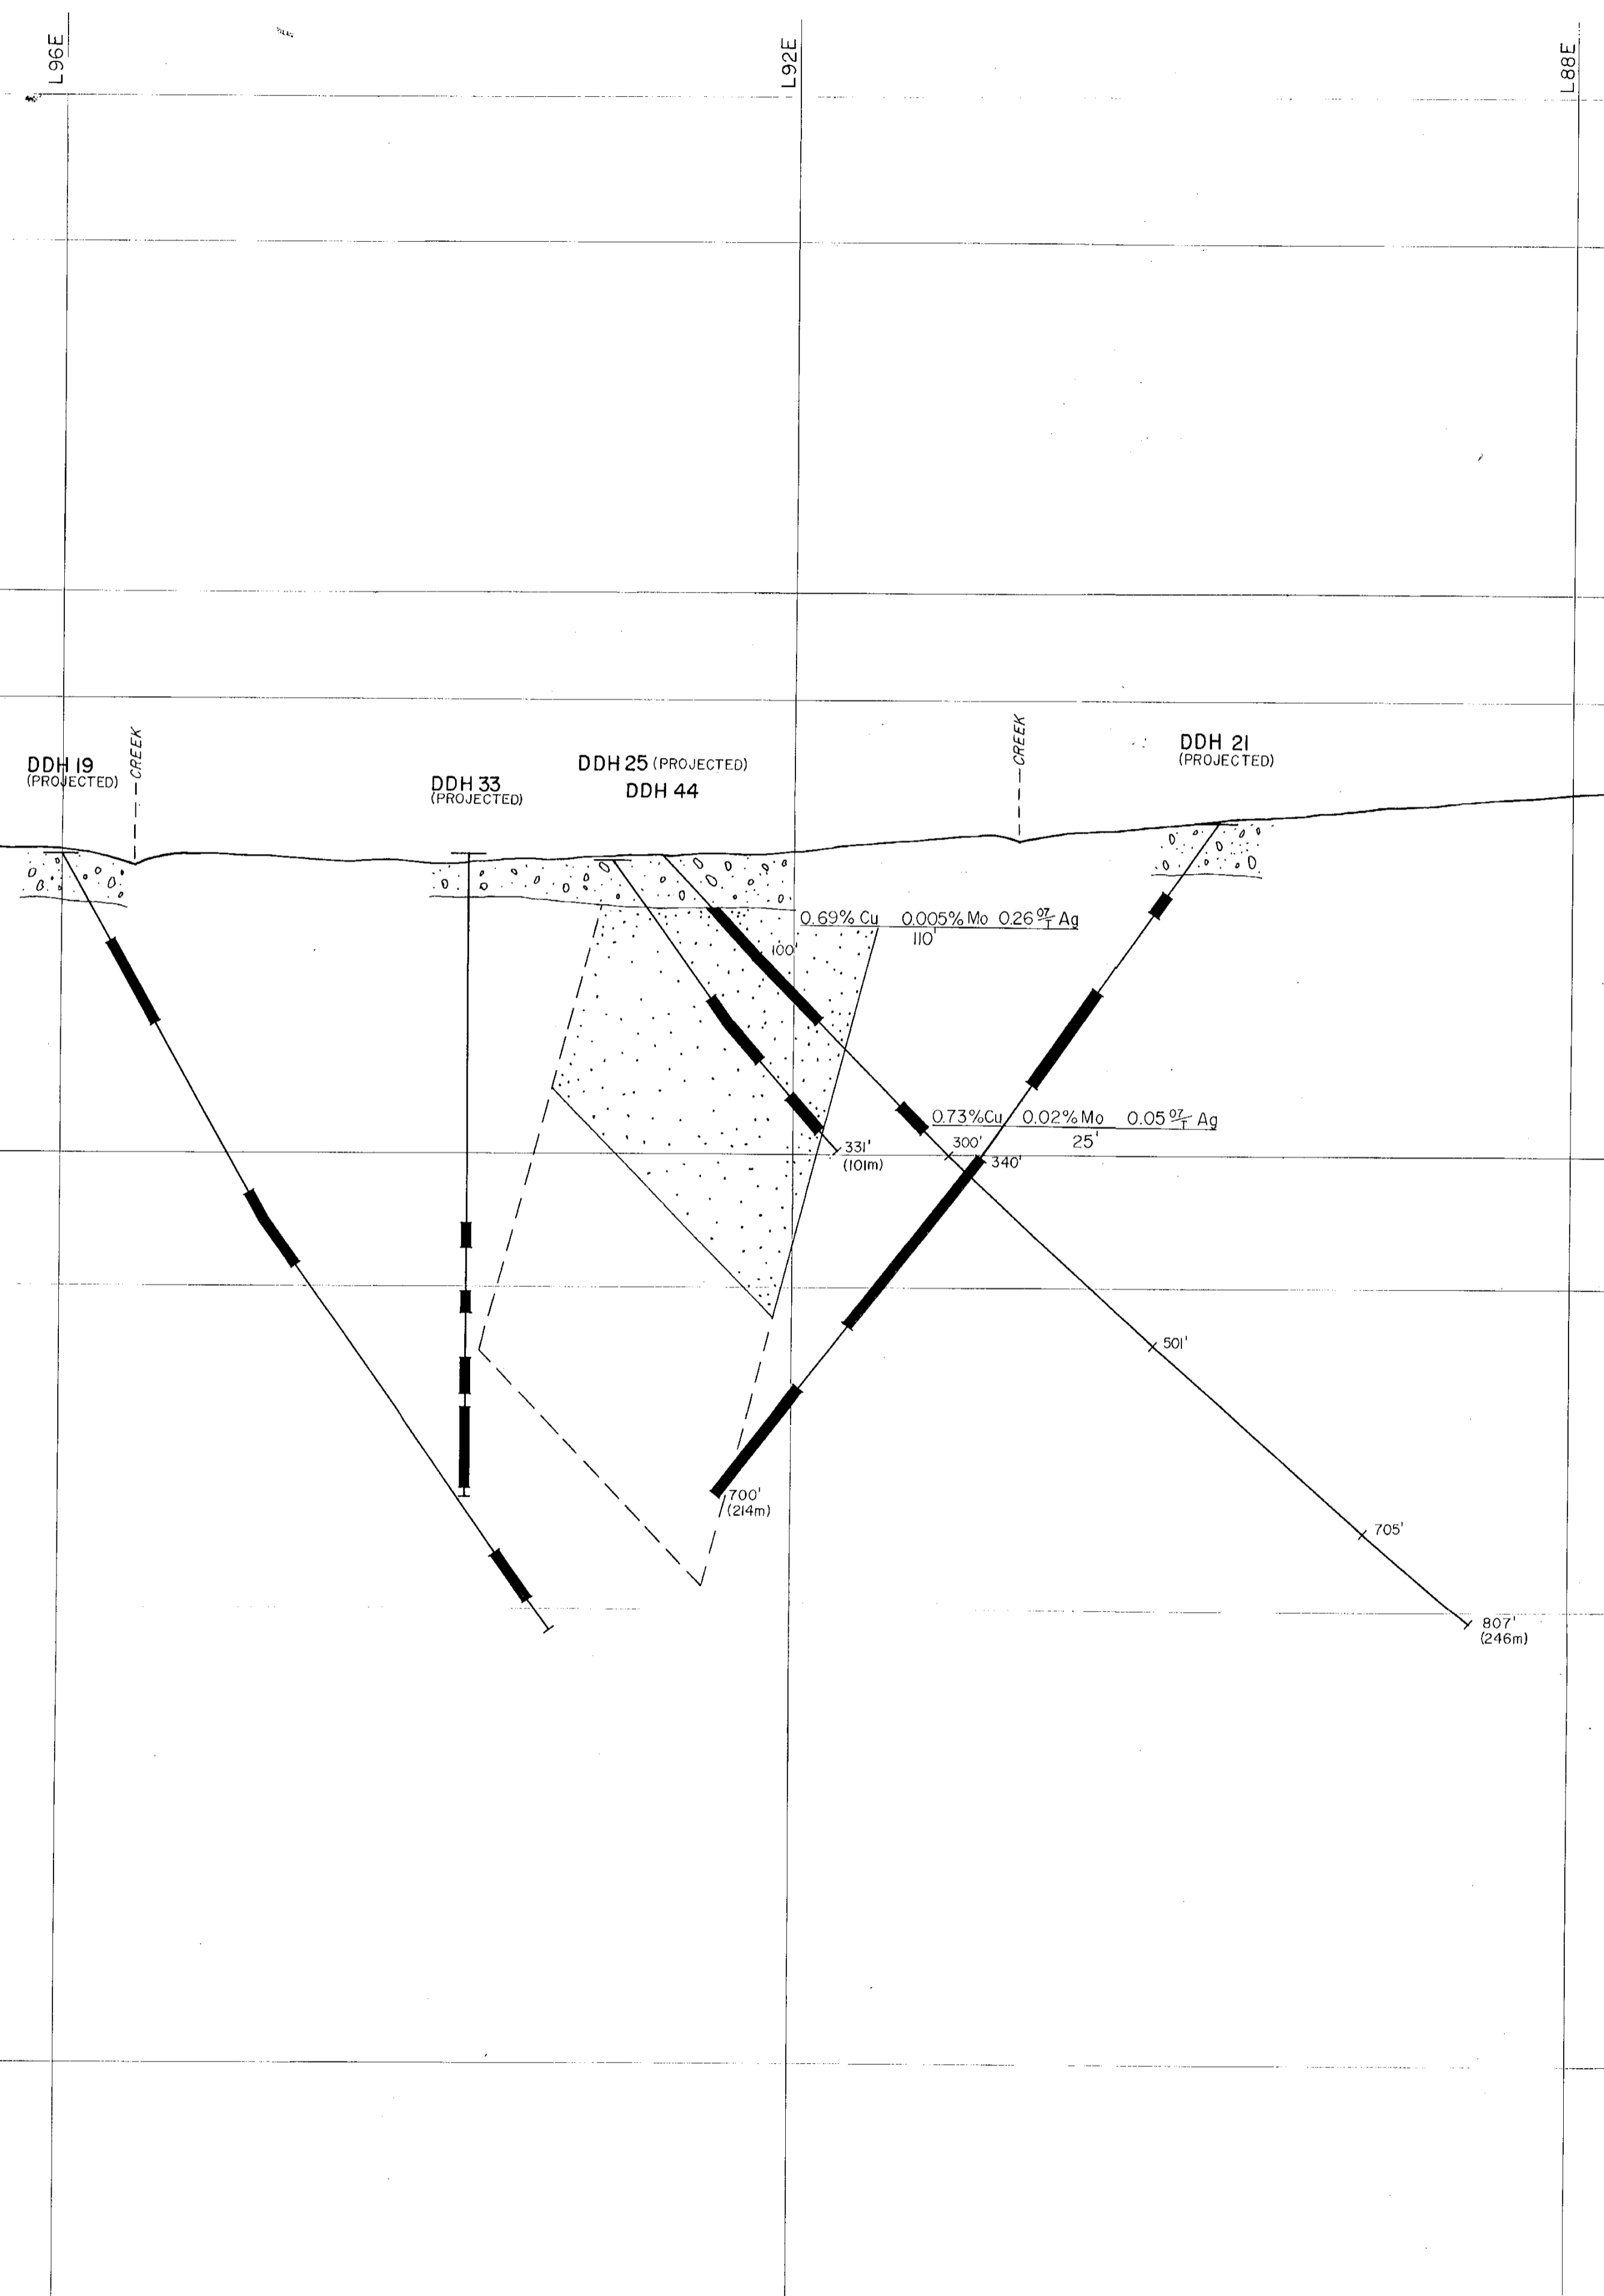 L96E
L92E
L88E
CREEK
CREEK
DDH 21
(PROJECTED)
DDH 19
(PROJECTED)
DDH 25 (PROJECTED)
DDH 33
(PROJECTED)
DDH 44
0.69% Cu 0.005% Mo 0.26 oz/T Ag
110'
100'
0.73% Cu 0.02% Mo 0.05 oz/T Ag
25'
300'
331'
(101m)
340'
501'
700'
(214m)
705'
807'
(246m)